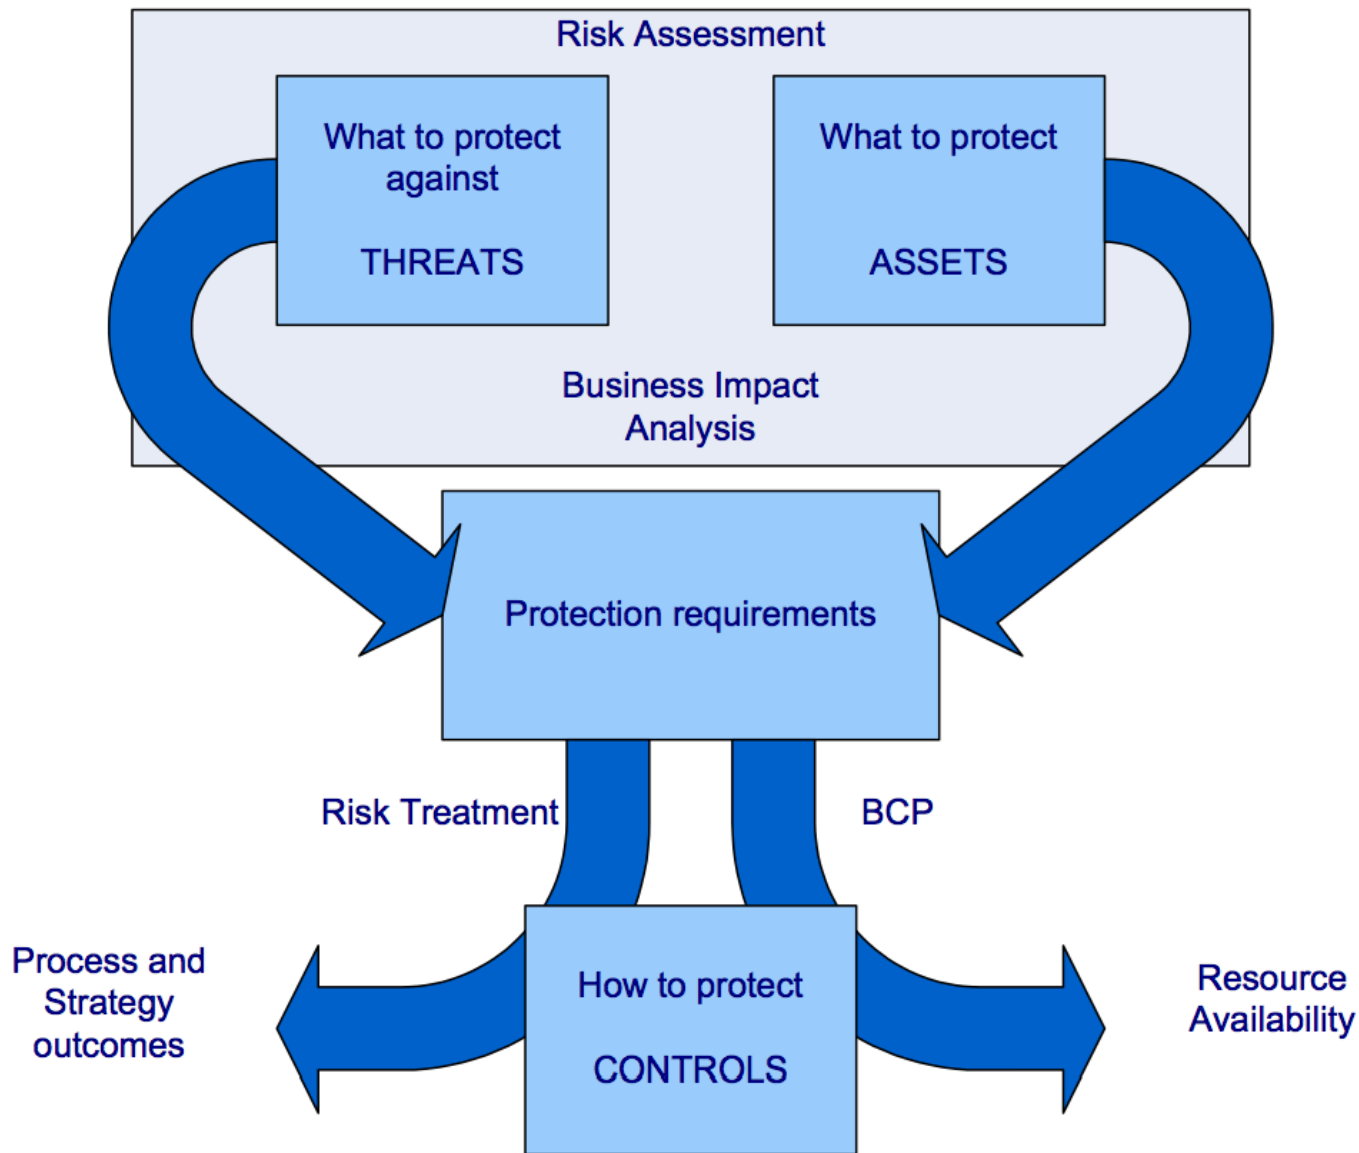 Risk Assessment
What to protect
against
THREATS
What to protect
ASSETS
Business Impact
Analysis
Protection requirements
Risk Treatment
BCP
Process and
Strategy
outcomes
How to protect
CONTROLS
Resource
Availability